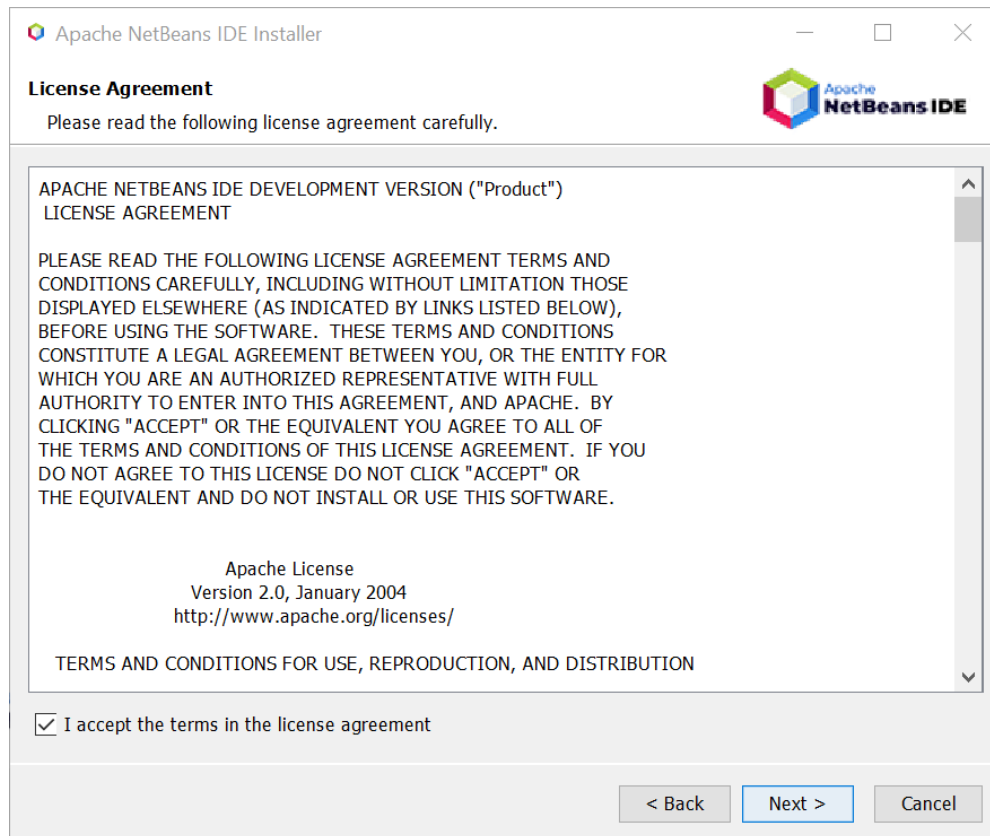 Apache NetBeans IDE Installer
License Agreement
Please read the following license agreement carefully.
Apache
NetBeans IDE
APACHE NETBEANS IDE DEVELOPMENT VERSION ("Product")
LICENSE AGREEMENT
PLEASE READ THE FOLLOWING LICENSE AGREEMENT TERMS AND
CONDITIONS CAREFULLY, INCLUDING WITHOUT LIMITATION THOSE
DISPLAYED ELSEWHERE (AS INDICATED BY LINKS LISTED BELOW),
BEFORE USING THE SOFTWARE.  THESE TERMS AND CONDITIONS
CONSTITUTE A LEGAL AGREEMENT BETWEEN YOU, OR THE ENTITY FOR
WHICH YOU ARE AN AUTHORIZED REPRESENTATIVE WITH FULL
AUTHORITY TO ENTER INTO THIS AGREEMENT, AND APACHE.  BY
CLICKING "ACCEPT" OR THE EQUIVALENT YOU AGREE TO ALL OF
THE TERMS AND CONDITIONS OF THIS LICENSE AGREEMENT.  IF YOU
DO NOT AGREE TO THIS LICENSE DO NOT CLICK "ACCEPT" OR
THE EQUIVALENT AND DO NOT INSTALL OR USE THIS SOFTWARE.
Apache License
Version 2.0, January 2004
http://www.apache.org/licenses/
TERMS AND CONDITIONS FOR USE, REPRODUCTION, AND DISTRIBUTION
I accept the terms in the license agreement
< Back Next > Cancel